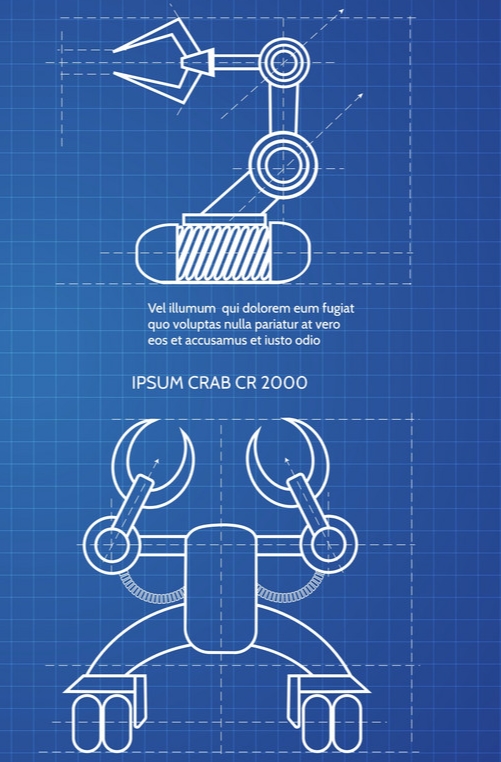 Vel illumum  qui dolorem eum fugiat
quo voluptas nulla pariatur at vero
eos et accusamus et iusto odio
IPSUM CRAB CR 2000